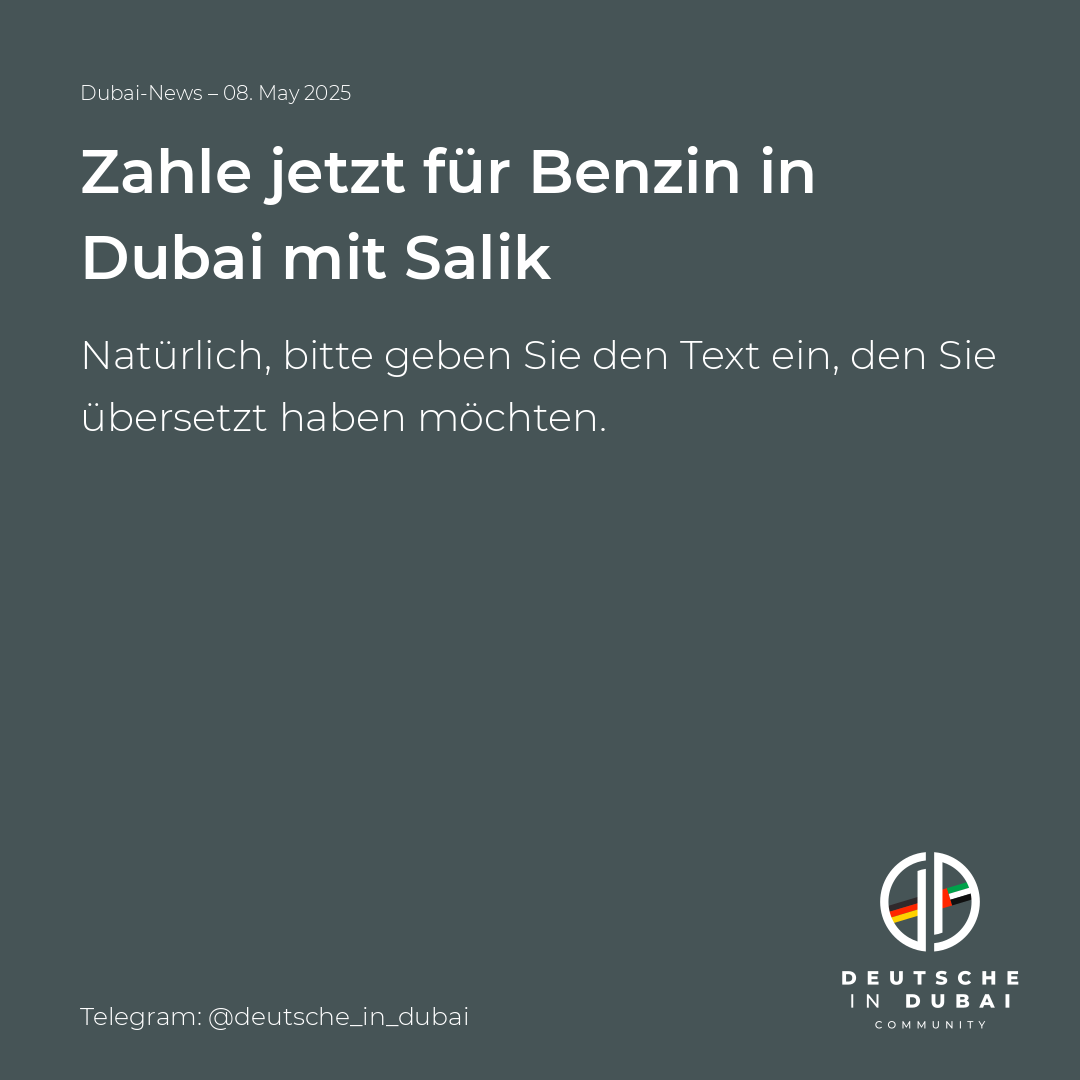 Dubai-News – 08. May 2025
Zahle jetzt für Benzin in
Dubai mit Salik
Natürlich, bitte geben Sie den Text ein, den Sie
übersetzt haben möchten.
Telegram: @deutsche_in_dubai
DEUTSCHE
IN DUBAI
COMMUNITY